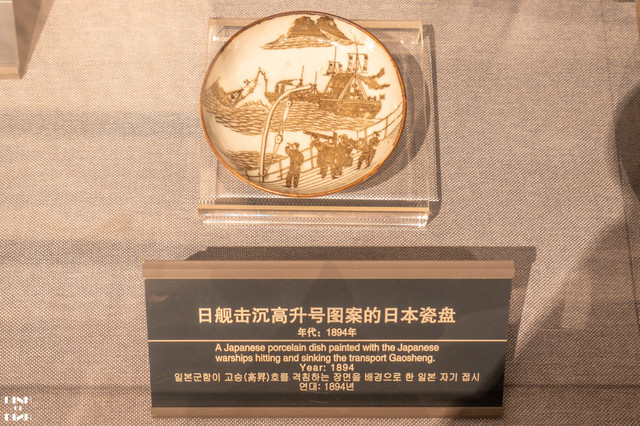 日舰击沉高升号图案的日本瓷盘
年代：1894年
A Japanese porcelain dish painted with the Japanese
warships hitting and sinking the transport Gaosheng.
Year: 1894
일본군함이 고승(高昇)호를 격침하는 장면을 배경으로 한 일본 자기 접시
연대: 1894년